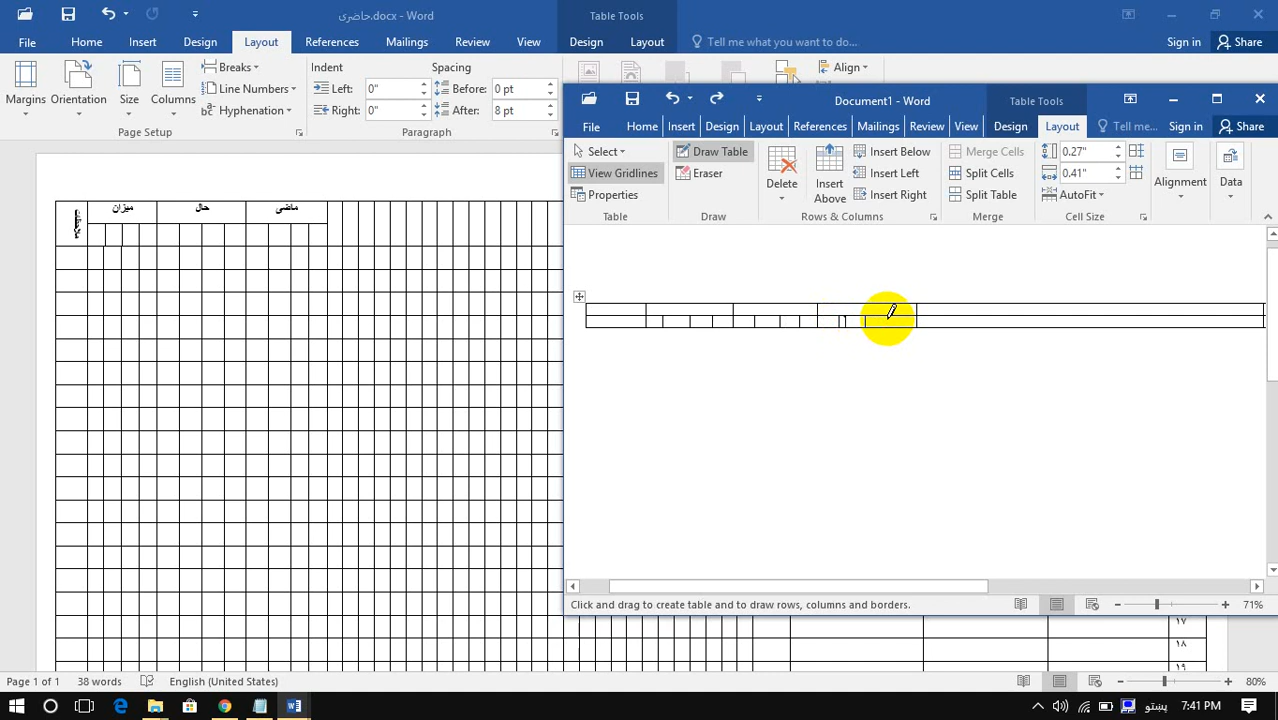 حاضری.docx - Word
Table Tools
File
Home
Insert
Design
Layout
References
Mailings
Review
View
Design
Layout
Tell me what you want to do...
Sign in
Share
Margins
Orientation
Size
Columns
Breaks
Line Numbers
Hyphenation
Page Setup
Indent
Left: 0"
Right: 0"
Spacing
Before: 0 pt
After: 8 pt
Paragraph
Align
Document1 - Word
Table Tools
File
Home
Insert
Design
Layout
References
Mailings
Review
View
Design
Layout
Tell me...
Sign in
Share
Select
View Gridlines
Properties
Table
Draw Table
Eraser
Draw
Delete
Insert Above
Insert Below
Insert Left
Insert Right
Rows & Columns
Merge Cells
Split Cells
Split Table
Merge
0.27"
0.41"
AutoFit
Cell Size
Alignment
Data
ماضی
حال
میزان
۱۷
۱۸
۱۹
Click and drag to create table and to draw rows, columns and borders.
71%
Page 1 of 1
38 words
English (United States)
80%
پښتو
7:41 PM